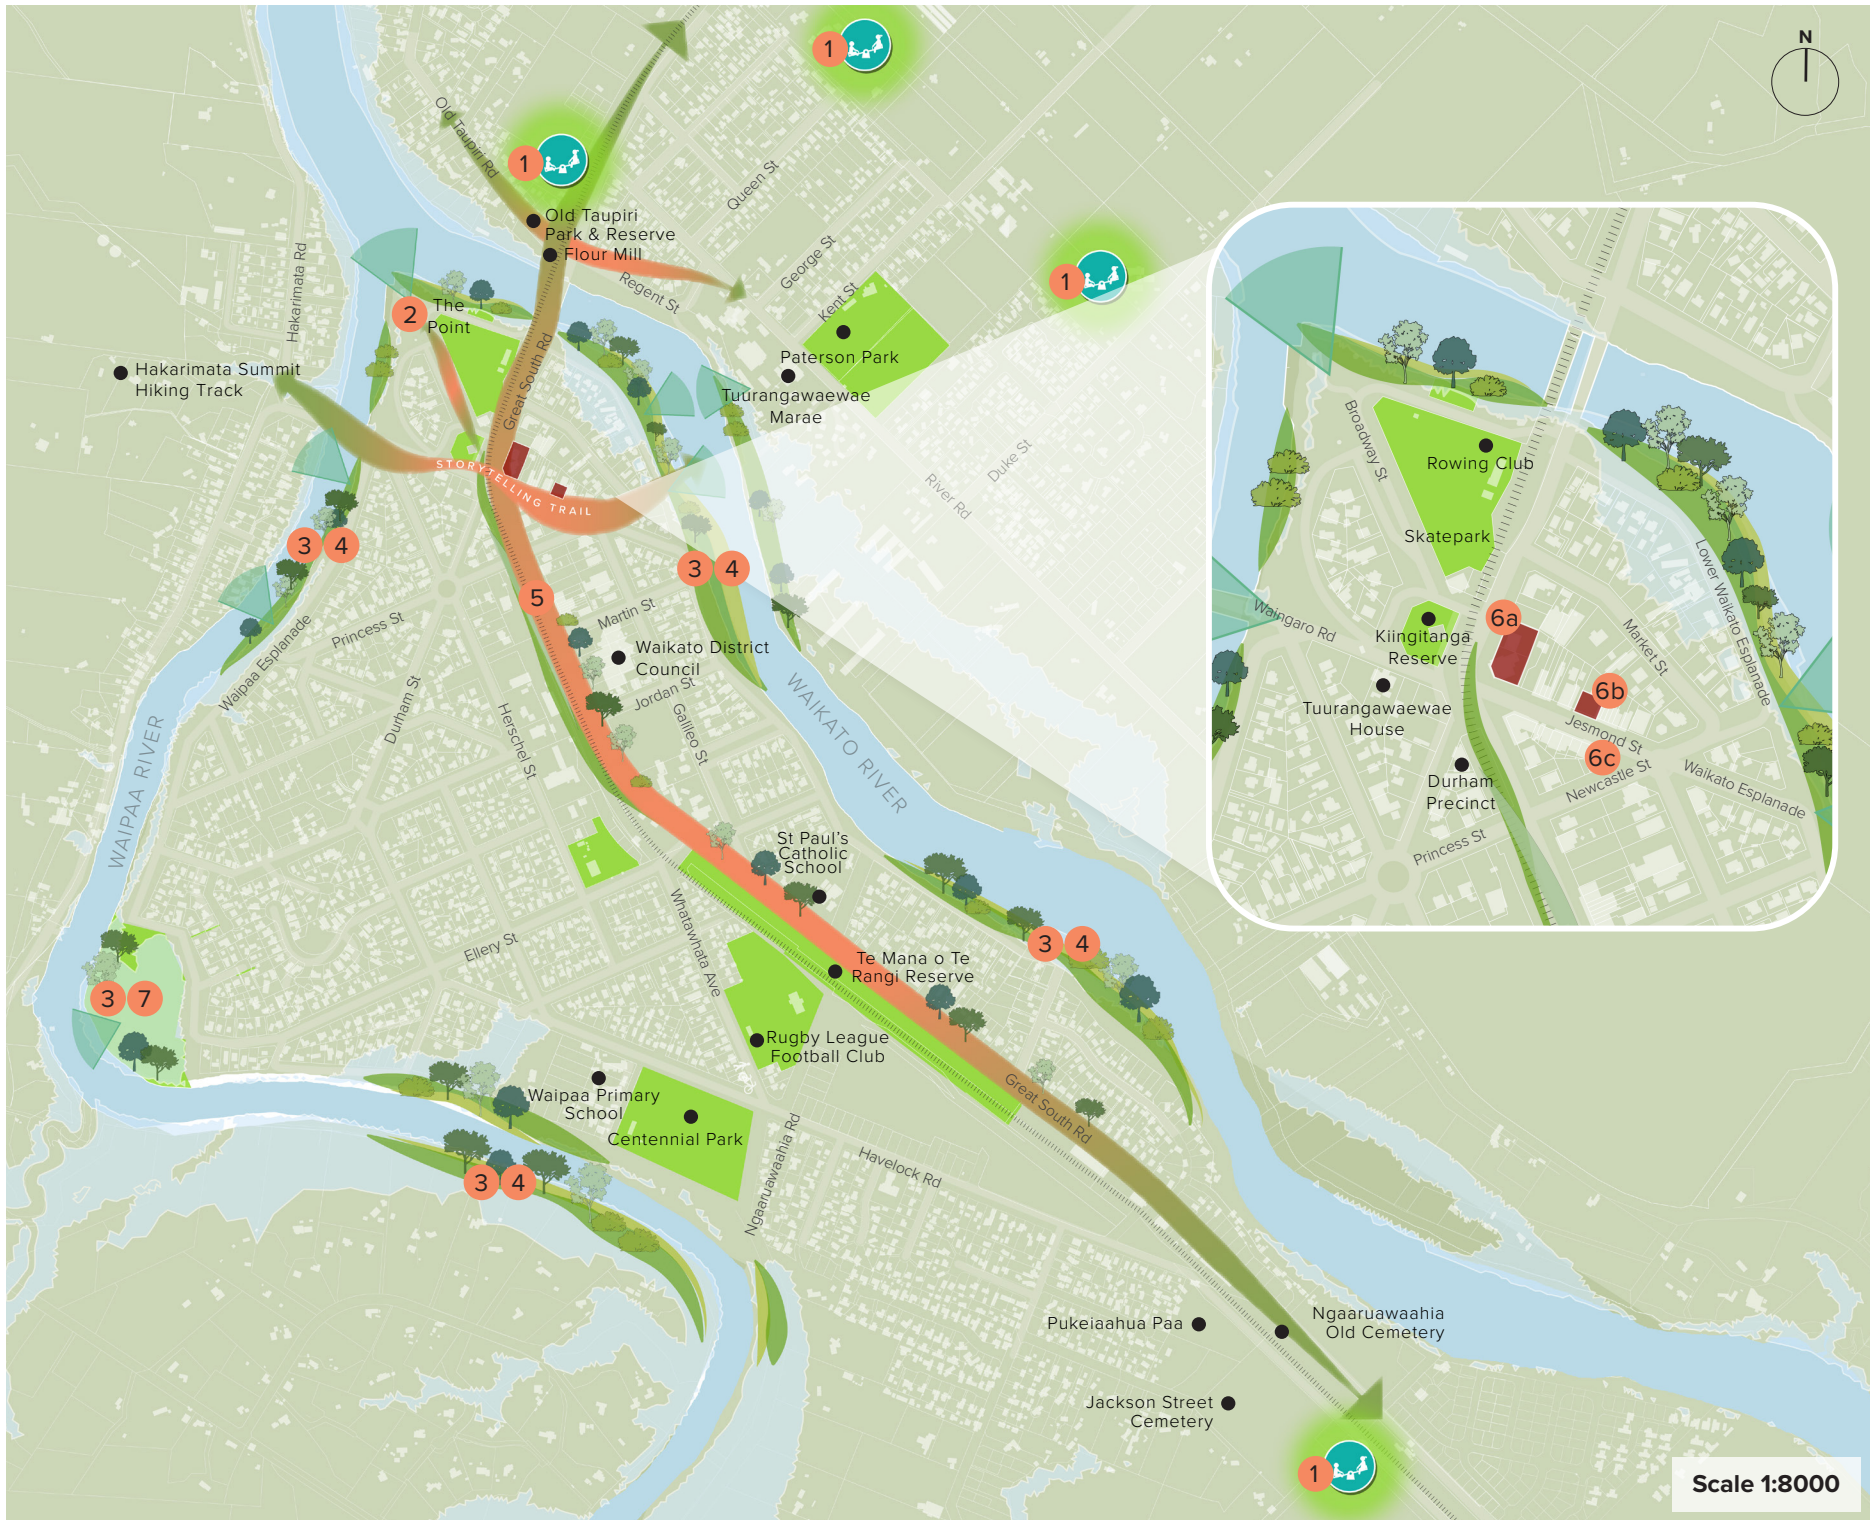 N
1
1
Old Taupiri Rd
Old Taupiri
Park & Reserve
Flour Mill
Queen St
George St
Kent St
Regent St
1
Hakarimata Rd
2
The
Point
Great South Rd
Paterson Park
Tuurangawaewae
Marae
Hakarimata Summit
Hiking Track
STORYTELLING TRAIL
Duke St
River Rd
3
4
3
4
5
Martin St
Waikato District
Council
Jordan St
Galileo St
Princess St
Waipaa Esplanade
Durham St
Herschel St
WAIPAA RIVER
WAIKATO RIVER
St Paul's
Catholic
School
Whatawhata Ave
Ellery St
Te Mana o Te
Rangi Reserve
3
4
3
7
Rugby League
Football Club
Waipaa Primary
School
Centennial Park
Great South Rd
Ngaaruawaahia Rd
Havelock Rd
3
4
Pukeiaahua Paa
Ngaaruawaahia
Old Cemetery
Jackson Street
Cemetery
1
Scale 1:8000
Broadway St
Rowing Club
Skatepark
Lower Waikato Esplanade
Waingaro Rd
Kiingitanga
Reserve
6a
Market St
6b
Tuurangawaewae
House
Jesmond St
6c
Newcastle St
Durham
Precinct
Waikato Esplanade
Princess St